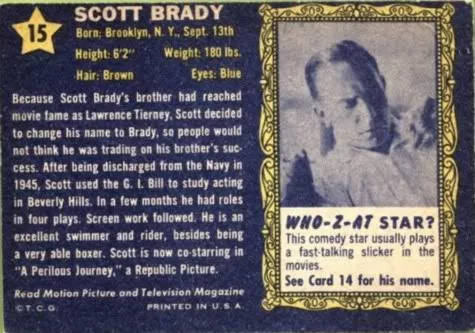 15
SCOTT BRADY
Born: Brooklyn, N. Y., Sept. 13th
Height: 6'2" Weight: 180 lbs.
Hair: Brown Eyes: Blue
Because Scott Brady's brother had reached
movie fame as Lawrence Tierney, Scott decided
to change his name to Brady, so people would
not think he was trading on his brother's suc-
cess. After being discharged from the Navy in
1945, Scott used the G. I. Bill to study acting
in Beverly Hills. In a few months he had roles
in four plays. Screen work followed. He is an
excellent swimmer and rider, besides being
a very able boxer. Scott is now co-starring in
"A Perilous Journey," a Republic Picture.
Read Motion Picture and Television Magazine
©T.C.G. PRINTED IN U.S.A.
WHO-Z-AT STAR?
This comedy star usually plays
a fast-talking slicker in the
movies.
See Card 14 for his name.